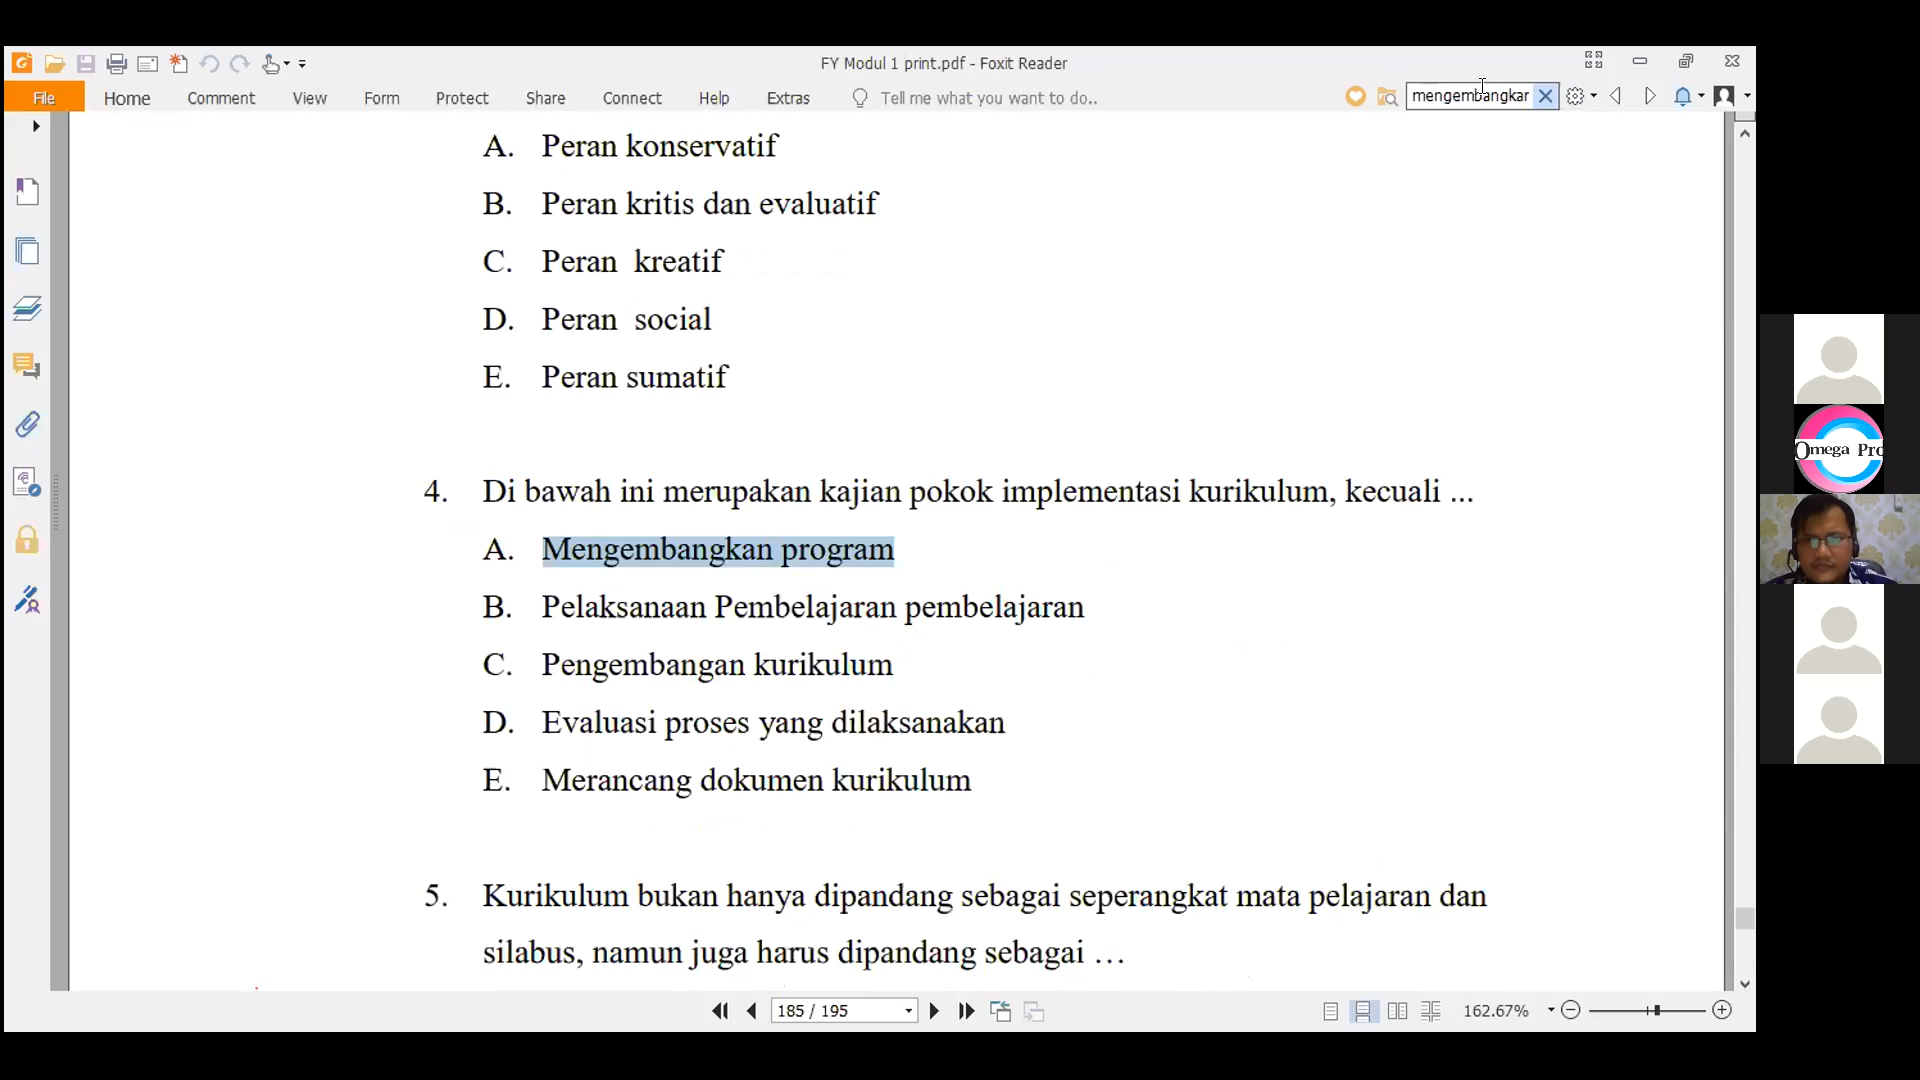 FY Modul 1 print.pdf - Foxit Reader
File Home Comment View Form Protect Share Connect Help Extras Tell me what you want to do.. mengembangkar
A. Peran konservatif
B. Peran kritis dan evaluatif
C. Peran kreatif
D. Peran social
E. Peran sumatif
4. Di bawah ini merupakan kajian pokok implementasi kurikulum, kecuali ...
A. Mengembangkan program
B. Pelaksanaan Pembelajaran pembelajaran
C. Pengembangan kurikulum
D. Evaluasi proses yang dilaksanakan
E. Merancang dokumen kurikulum
5. Kurikulum bukan hanya dipandang sebagai seperangkat mata pelajaran dan
silabus, namun juga harus dipandang sebagai …
185 / 195 162.67%
Omega Pro